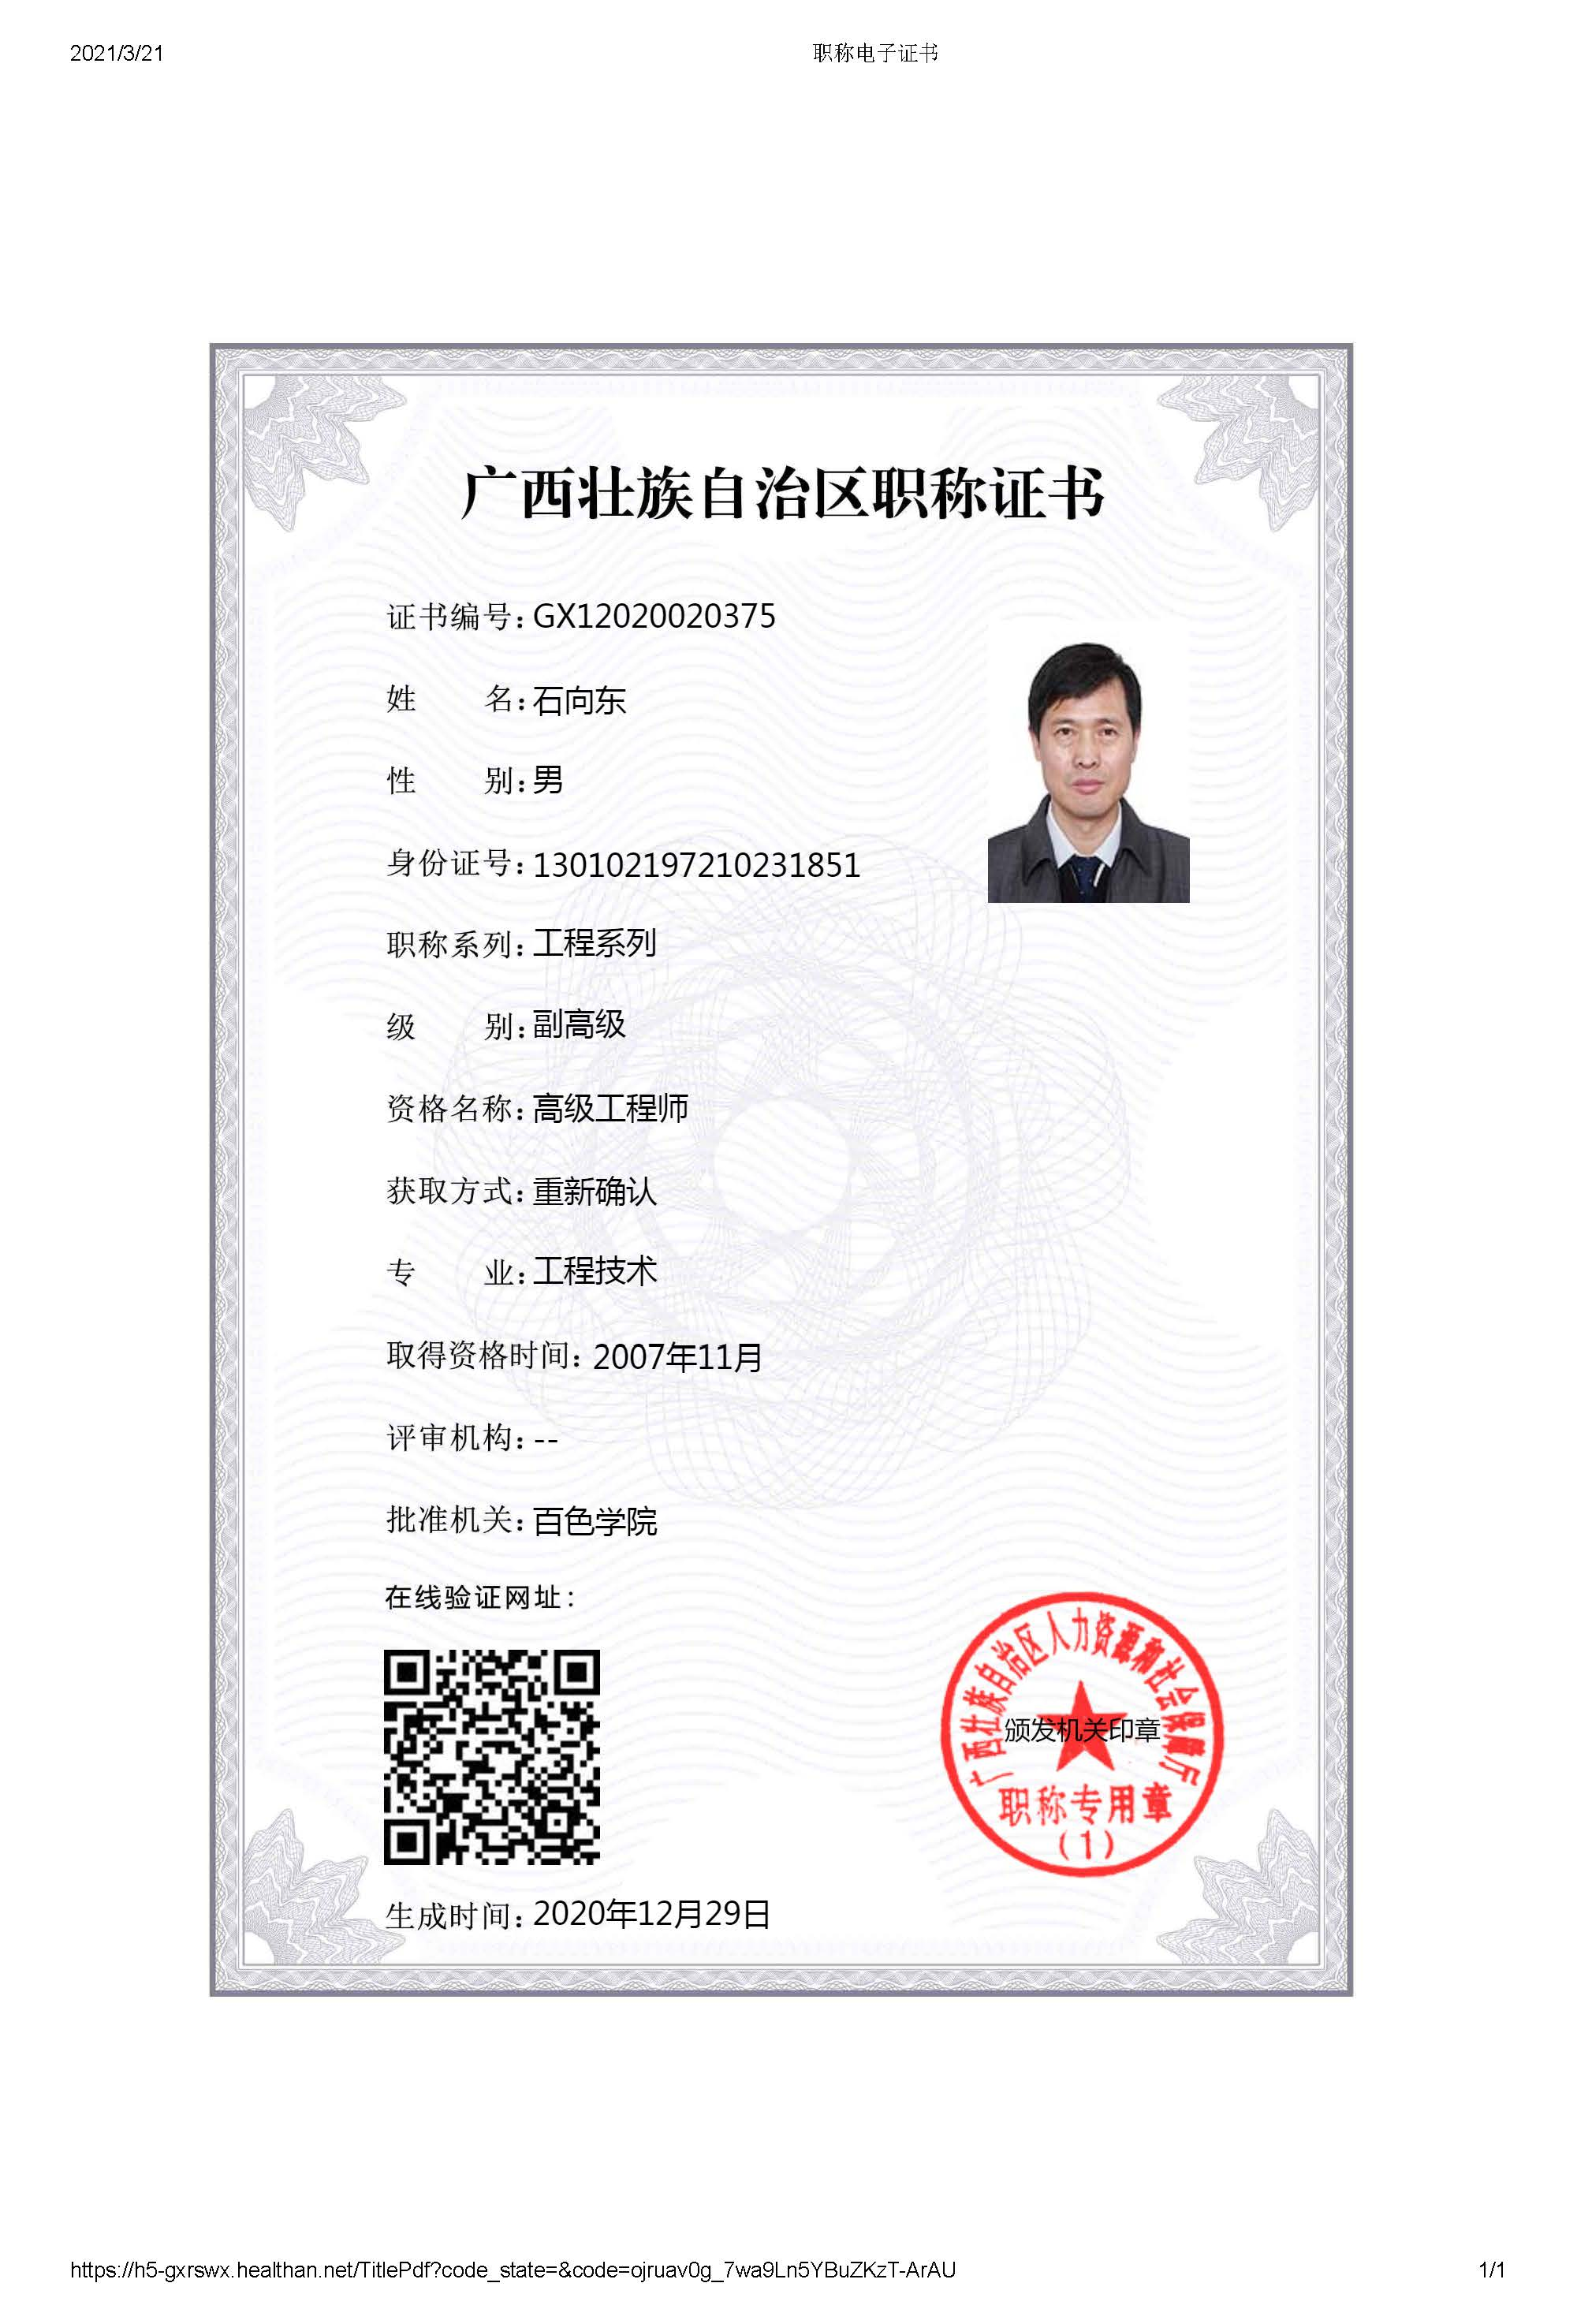 2021/3/21 职称电子证书
广西壮族自治区职称证书
证书编号：GX12020020375
姓 名：石向东
性 别：男
身份证号：130102197210231851
职称系列：工程系列
级 别：副高级
资格名称：高级工程师
获取方式：重新确认
专 业：工程技术
取得资格时间：2007年11月
评审机构：--
批准机关：百色学院
在线验证网址：
广西壮族自治区人力资源和社会保障厅
颁发机关印章
职称专用章
（1）
生成时间：2020年12月29日
https://h5-gxrswx.healthan.net/TitlePdf?code_state=&code=ojruav0g_7wa9Ln5YBuZKzT-ArAU 1/1